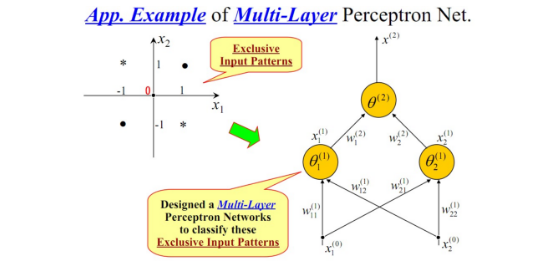 App. Example of Multi-Layer Perceptron Net.
x₂
Exclusive
Input Patterns
* 1 •
-1 0 1
x₁
• -1 *
Designed a Multi-Layer
Perceptron Networks
to classify these
Exclusive Input Patterns
x⁽²⁾
θ⁽²⁾
x₁⁽¹⁾ w₁⁽²⁾ w₂⁽²⁾ x₂⁽¹⁾
θ₁⁽¹⁾ θ₂⁽¹⁾
w₁₂⁽¹⁾ w₂₁⁽¹⁾
w₁₁⁽¹⁾ w₂₂⁽¹⁾
x₁⁽⁰⁾ x₂⁽⁰⁾